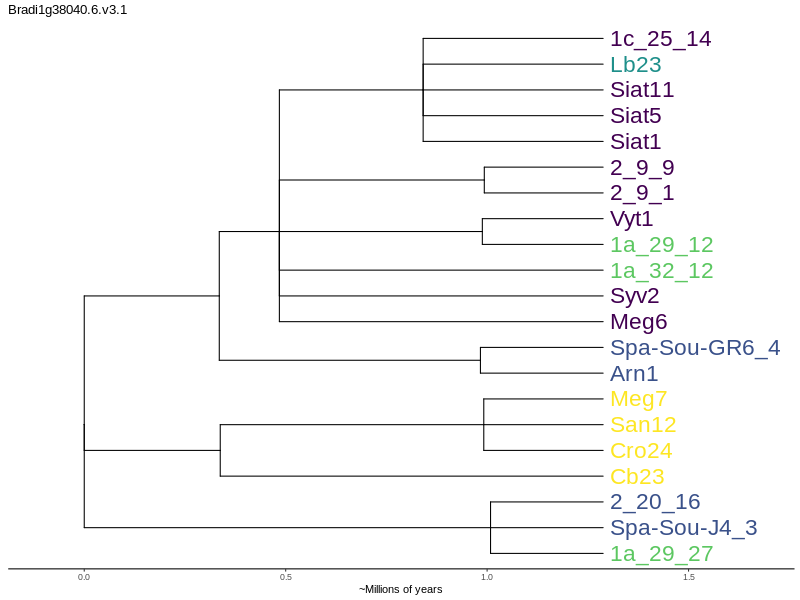 Bradi1g38040.6.v3.1
1c_25_14
Lb23
Siat11
Siat5
Siat1
2_9_9
2_9_1
Vyt1
1a_29_12
1a_32_12
Syv2
Meg6
Spa-Sou-GR6_4
Arn1
Meg7
San12
Cro24
Cb23
2_20_16
Spa-Sou-J4_3
1a_29_27
0.0 0.5 1.0 1.5
~Millions of years